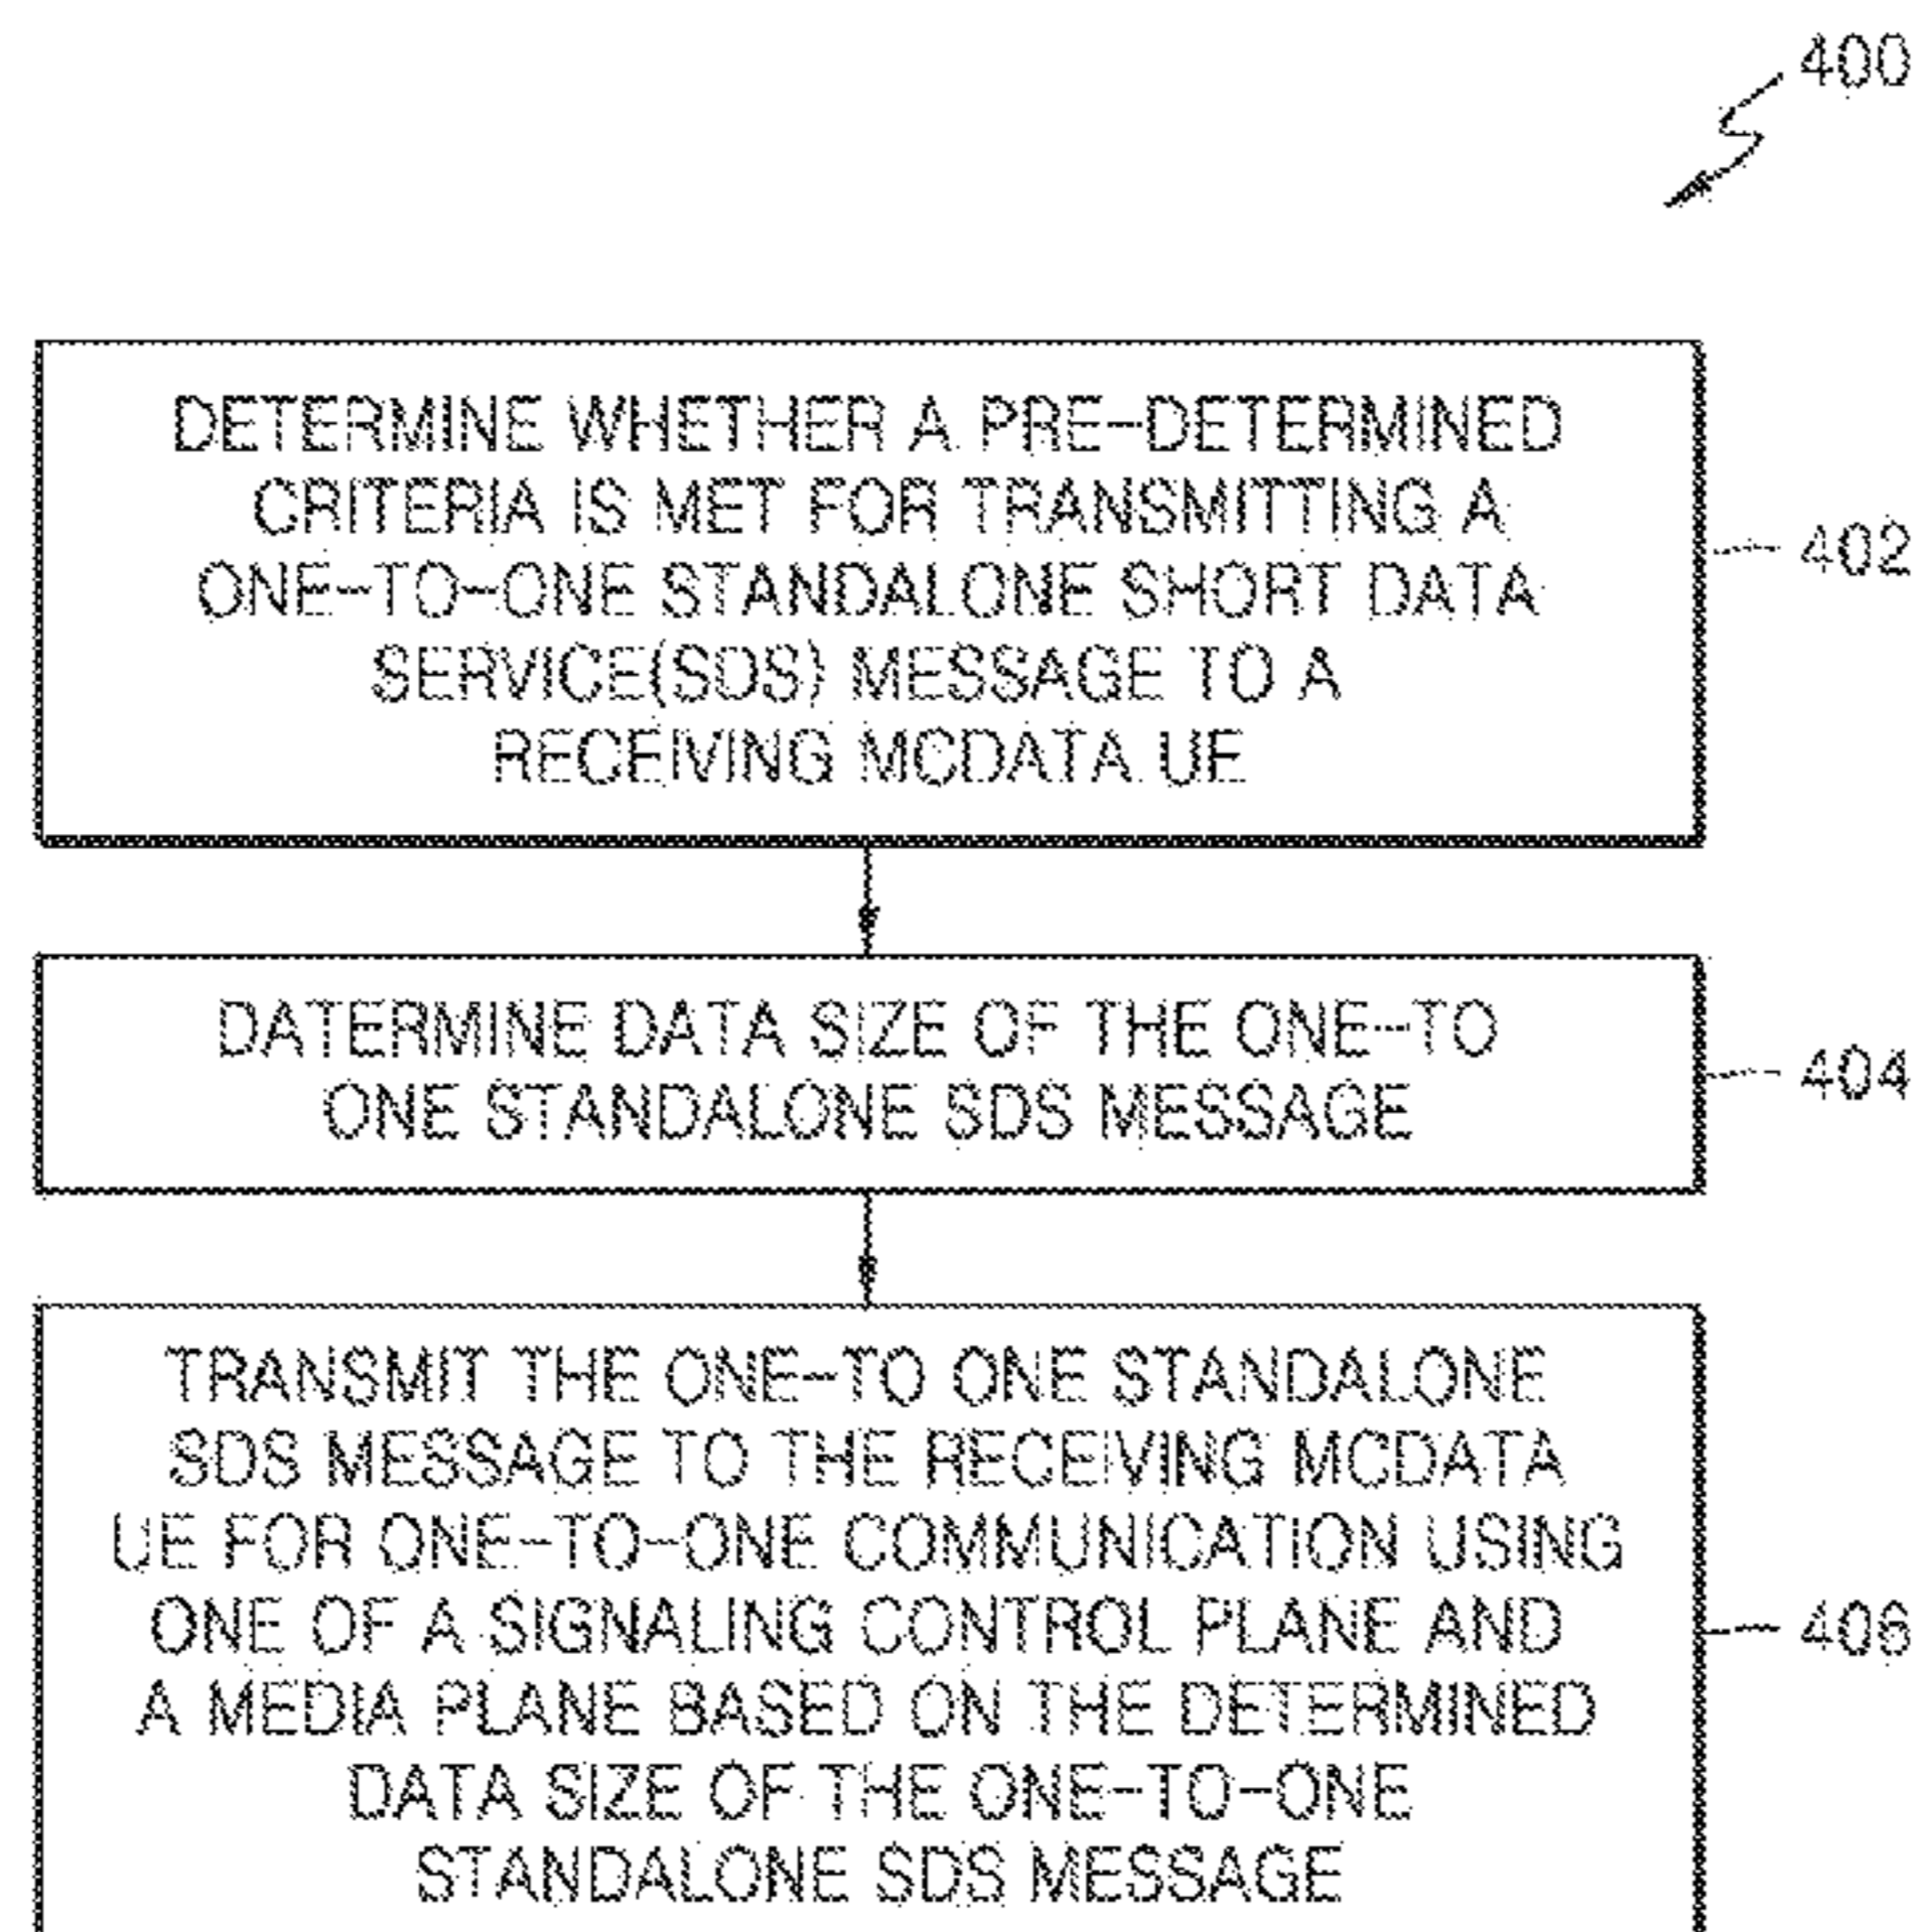 400
DETERMINE WHETHER A PRE-DETERMINED
CRITERIA IS MET FOR TRANSMITTING A
ONE-TO-ONE STANDALONE SHORT DATA
SERVICE(SDS) MESSAGE TO A
RECEIVING MCDATA UE
402
DATERMINE DATA SIZE OF THE ONE-TO
ONE STANDALONE SDS MESSAGE
404
TRANSMIT THE ONE-TO ONE STANDALONE
SDS MESSAGE TO THE RECEIVING MCDATA
UE FOR ONE-TO-ONE COMMUNICATION USING
ONE OF A SIGNALING CONTROL PLANE AND
A MEDIA PLANE BASED ON THE DETERMINED
DATA SIZE OF THE ONE-TO-ONE
STANDALONE SDS MESSAGE
406